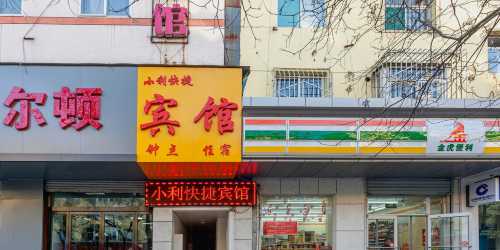 馆
尔顿
小利快捷
宾馆
钟点 住宿
小利快捷宾馆
金虎便利